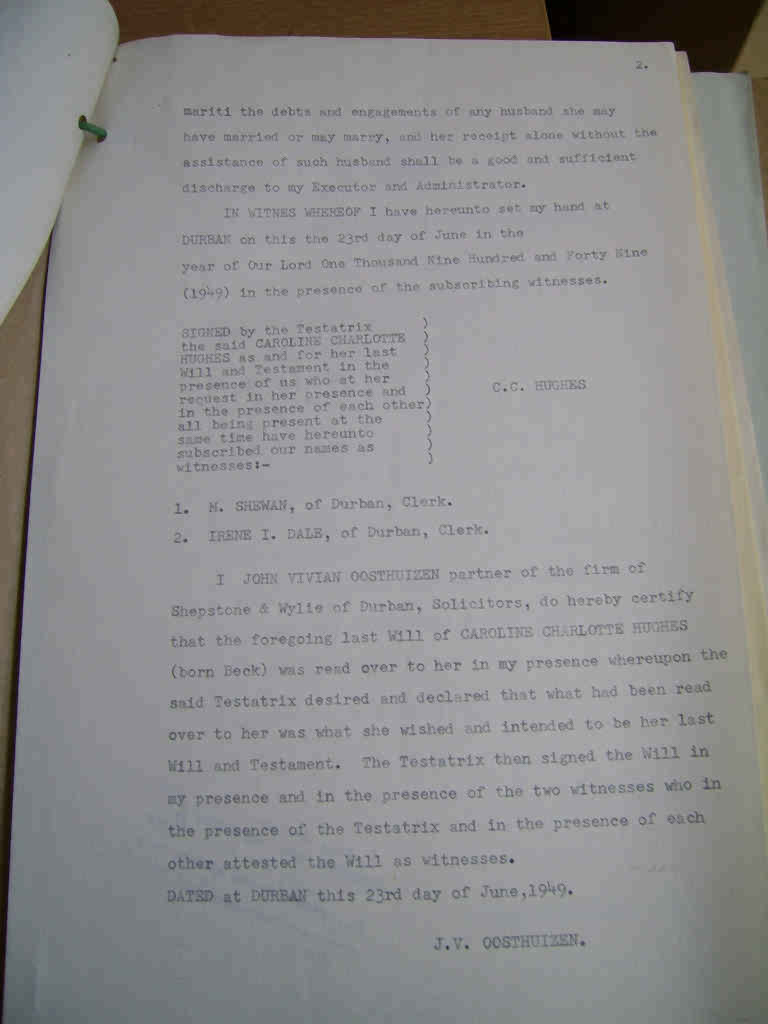 2.
mariti the debts and engagements of any husband she may
have married or may marry, and her receipt alone without the
assistance of such husband shall be a good and sufficient
discharge to my Executor and Administrator.
IN WITNES WHEREOF I have hereunto set my hand at
DURBAN on this the 23rd day of June in the
year of Our Lord One Thousand Nine Hundred and Forty Nine
(1949) in the presence of the subscribing witnesses.
SIGNED by the Testatrix
the said CAROLINE CHARLOTTE
HUGHES as and for her last
Will and Testament in the
presence of us who at her
request in her presence and
in the presence of each other
all being present at the
same time have hereunto
subscribed our names as
witnesses:-
C.C. HUGHES
1. M. SHEWAN, of Durban, Clerk.
2. IRENE I. DALE, of Durban, Clerk.
I JOHN VIVIAN OOSTHUIZEN partner of the firm of
Shepstone & Wylie of Durban, Solicitors, do hereby certify
that the foregoing last Will of CAROLINE CHARLOTTE HUGHES
(born Beck) was read over to her in my presence whereupon the
said Testatrix desired and declared that what had been read
over to her was what she wished and intended to be her last
Will and Testament. The Testatrix then signed the Will in
my presence and in the presence of the two witnesses who in
the presence of the Testatrix and in the presence of each
other attested the Will as witnesses.
DATED at DURBAN this 23rd day of June,1949.
J.V. OOSTHUIZEN.